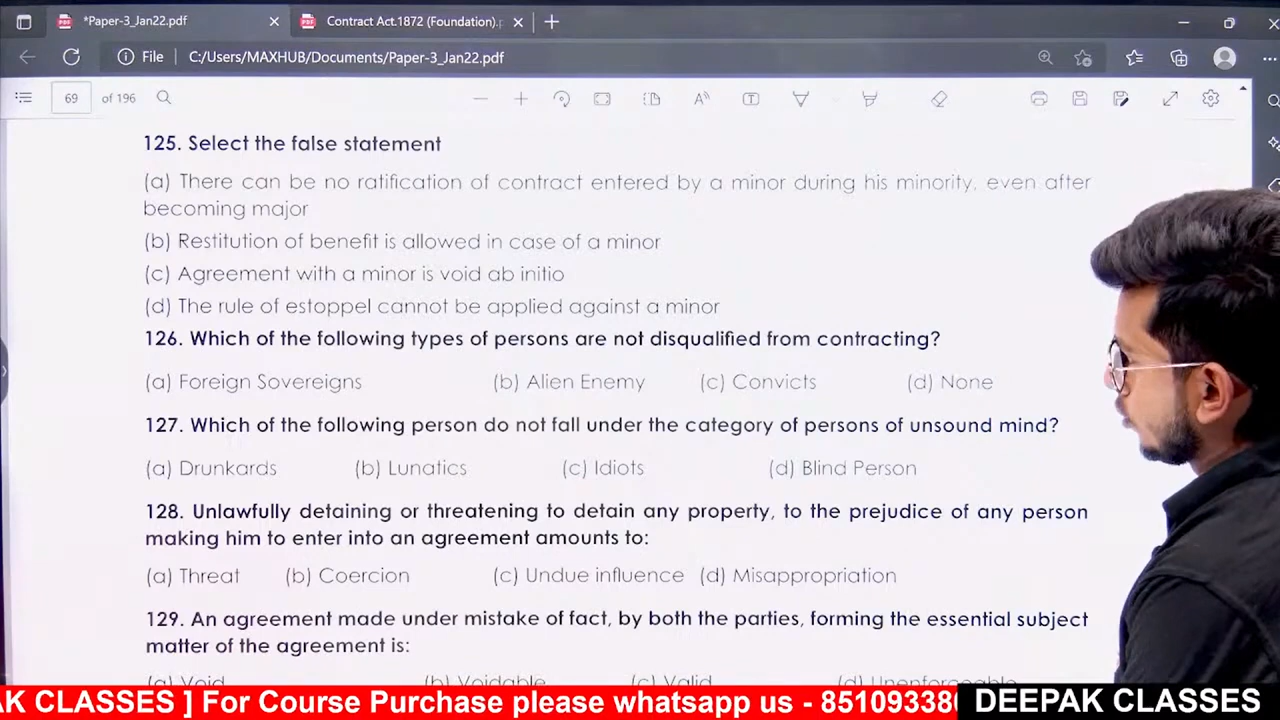 *Paper-3_Jan22.pdf
Contract Act.1872 (Foundation).
File
C:/Users/MAXHUB/Documents/Paper-3_Jan22.pdf
69 of 196
125. Select the false statement
(a) There can be no ratification of contract entered by a minor during his minority, even after
becoming major
(b) Restitution of benefit is allowed in case of a minor
(c) Agreement with a minor is void ab initio
(d) The rule of estoppel cannot be applied against a minor
126. Which of the following types of persons are not disqualified from contracting?
(a) Foreign Sovereigns (b) Alien Enemy (c) Convicts (d) None
127. Which of the following person do not fall under the category of persons of unsound mind?
(a) Drunkards (b) Lunatics (c) Idiots (d) Blind Person
128. Unlawfully detaining or threatening to detain any property, to the prejudice of any person
making him to enter into an agreement amounts to:
(a) Threat (b) Coercion (c) Undue influence (d) Misappropriation
129. An agreement made under mistake of fact, by both the parties, forming the essential subject
matter of the agreement is:
(a) Void (b) Voidable (c) Valid (d) Unenforceable
AK CLASSES ] For Course Purchase please whatsapp us - 85109338
DEEPAK CLASSES